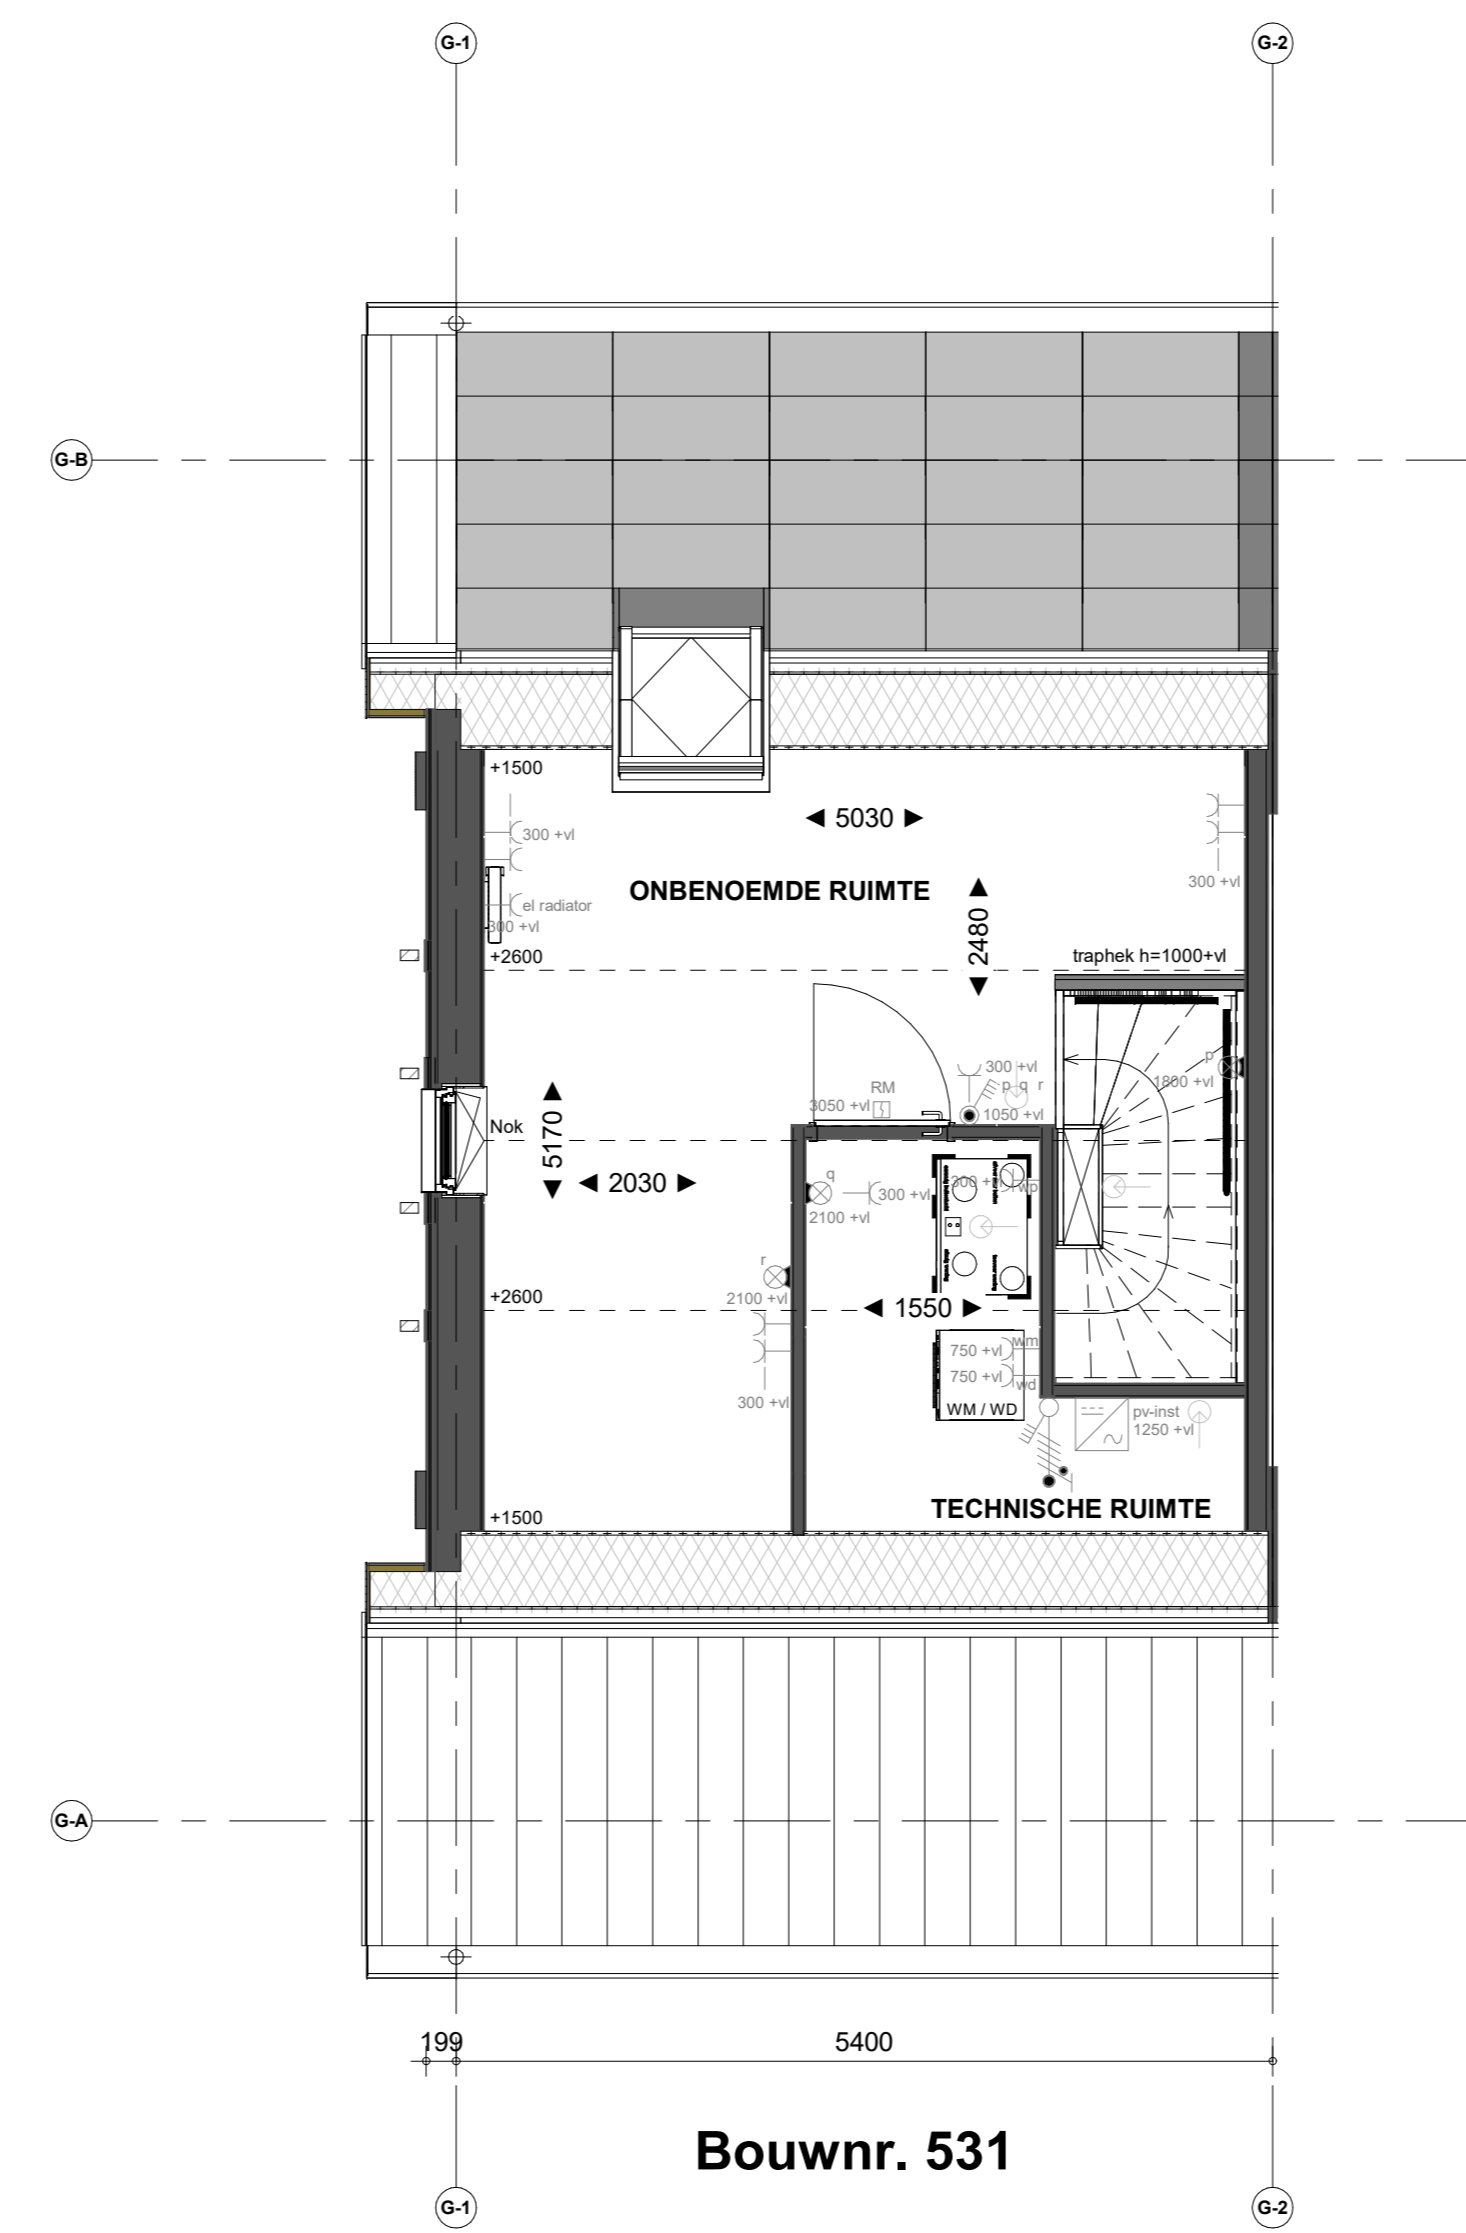 G-1
G-2
G-B
+1500
5030
300 +vl
ONBENOEMDE RUIMTE
300 +vl
el radiator
300 +vl
2480
+2600
traphek h=1000+vl
300 +vl
p q r
p
1800 +vl
RM
3050 +vl
1050 +vl
Nok
5170
2030
q
300 +vl
2100 +vl
300 +vl
wp
r
2100 +vl
+2600
1550
750 +vl
wm
750 +vl
wd
WM / WD
300 +vl
pv-inst
1250 +vl
+1500
TECHNISCHE RUIMTE
G-A
199
5400
Bouwnr. 531
G-1
G-2